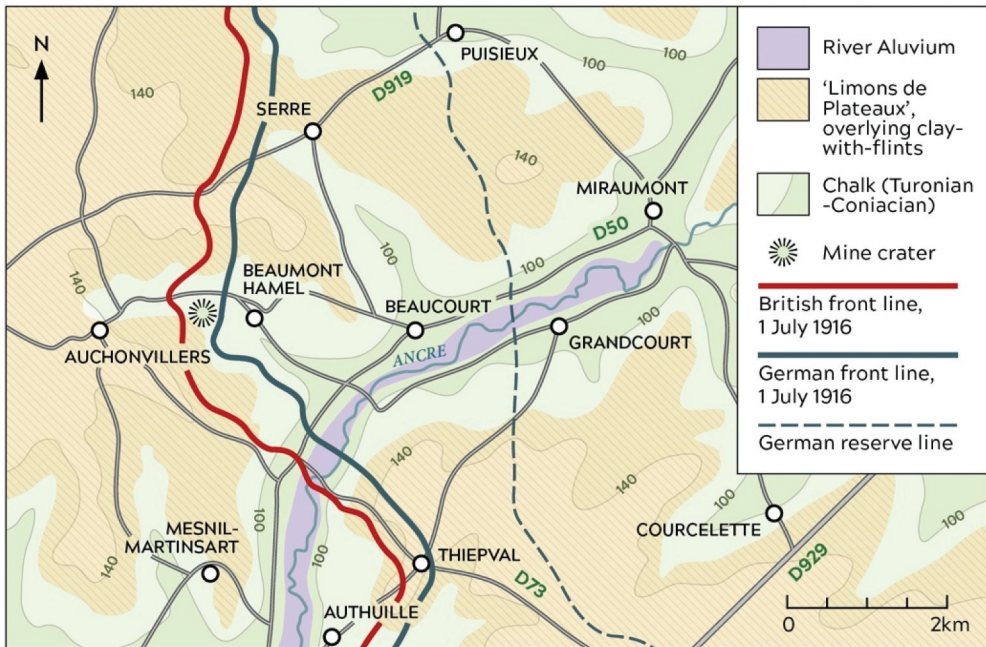 N
140
SERRE
D919
PUISIEUX
100
100
140
MIRAUMONT
D50
100
140
BEAUMONT
HAMEL
100
BEAUCOURT
100
AUCHONVILLERS
ANCRE
GRANDCOURT
100
140
140
100
MESNIL-
MARTINSART
100
100
COURCELETTE
100
140
THIEPVAL
D73
D929
AUTHUILLE
0
2km
River Aluvium
‘Limons de
Plateaux’,
overlying clay-
with-flints
Chalk (Turonian
-Coniacian)
Mine crater
British front line,
1 July 1916
German front line,
1 July 1916
German reserve line